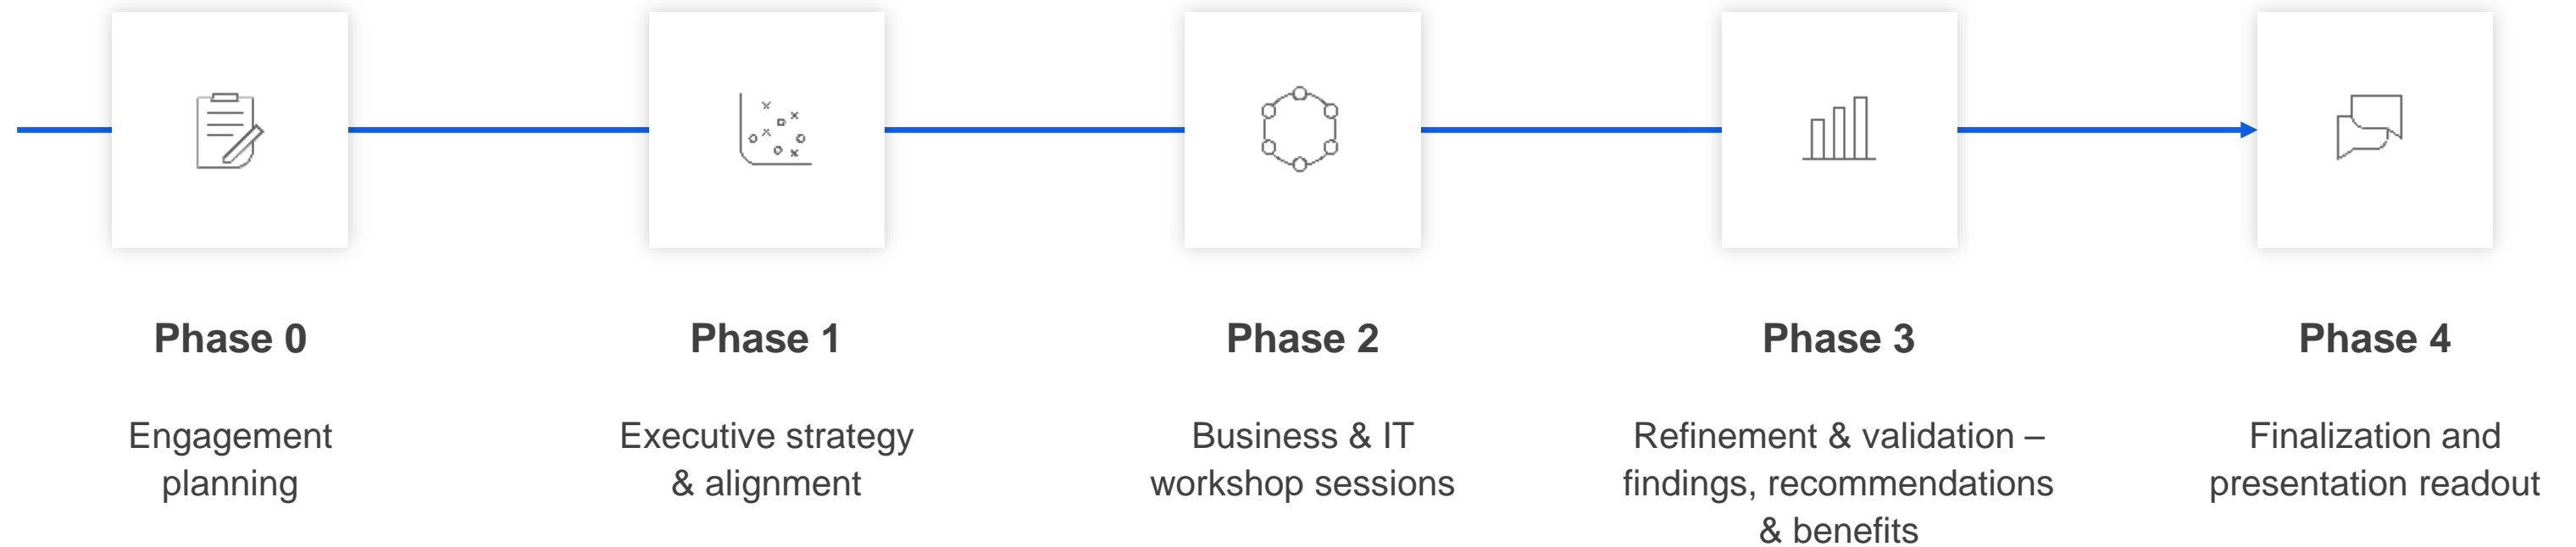 Phase 0
Engagement
planning
Phase 1
Executive strategy
& alignment
Phase 2
Business & IT
workshop sessions
Phase 3
Refinement & validation –
findings, recommendations
& benefits
Phase 4
Finalization and
presentation readout